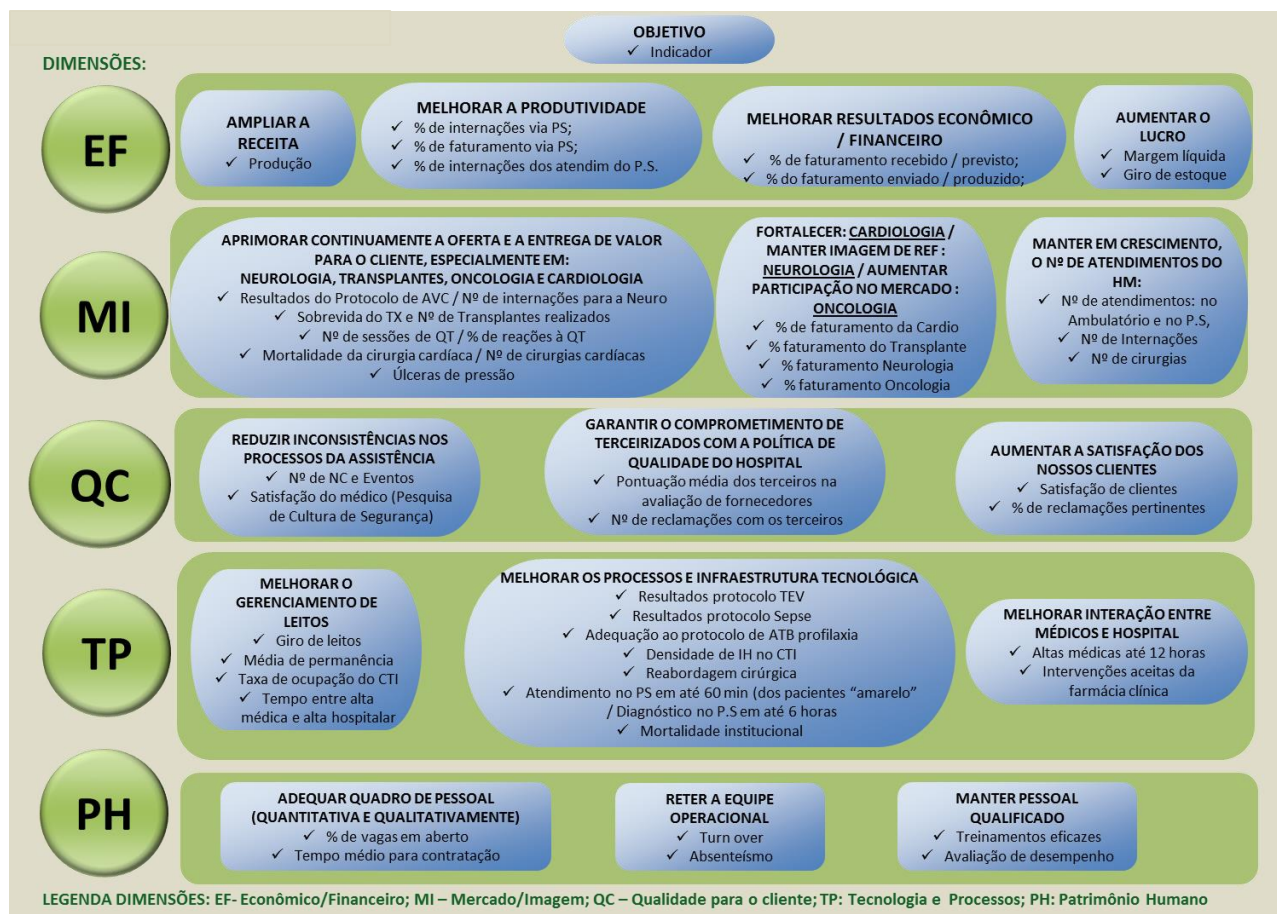 OBJETIVO
✓ Indicador
DIMENSÕES:
EF
AMPLIAR A
RECEITA
✓ Produção
MELHORAR A PRODUTIVIDADE
✓ % de internações via PS;
✓ % de faturamento via PS;
✓ % de internações dos atendim do P.S.
MELHORAR RESULTADOS ECONÔMICO
/ FINANCEIRO
✓ % de faturamento recebido / previsto;
✓ % do faturamento enviado / produzido;
AUMENTAR O
LUCRO
✓ Margem líquida
✓ Giro de estoque
MI
APRIMORAR CONTINUAMENTE A OFERTA E A ENTREGA DE VALOR
PARA O CLIENTE, ESPECIALMENTE EM:
NEUROLOGIA, TRANSPLANTES, ONCOLOGIA E CARDIOLOGIA
✓ Resultados do Protocolo de AVC / Nº de internações para a Neuro
✓ Sobrevida do TX e Nº de Transplantes realizados
✓ Nº de sessões de QT / % de reações à QT
✓ Mortalidade da cirurgia cardíaca / Nº de cirurgias cardíacas
✓ Úlceras de pressão
FORTALECER: CARDIOLOGIA /
MANTER IMAGEM DE REF :
NEUROLOGIA / AUMENTAR
PARTICIPAÇÃO NO MERCADO :
ONCOLOGIA
✓ % de faturamento da Cardio
✓ % faturamento do Transplante
✓ % faturamento Neurologia
✓ % faturamento Oncologia
MANTER EM CRESCIMENTO,
O Nº DE ATENDIMENTOS DO
HM:
✓ Nº de atendimentos: no
Ambulatório e no P.S,
✓ Nº de Internações
✓ Nº de cirurgias
QC
REDUZIR INCONSISTÊNCIAS NOS
PROCESSOS DA ASSISTÊNCIA
✓ Nº de NC e Eventos
✓ Satisfação do médico (Pesquisa
de Cultura de Segurança)
GARANTIR O COMPROMETIMENTO DE
TERCEIRIZADOS COM A POLÍTICA DE
QUALIDADE DO HOSPITAL
✓ Pontuação média dos terceiros na
avaliação de fornecedores
✓ Nº de reclamações com os terceiros
AUMENTAR A SATISFAÇÃO DOS
NOSSOS CLIENTES
✓ Satisfação de clientes
✓ % de reclamações pertinentes
TP
MELHORAR O
GERENCIAMENTO DE
LEITOS
✓ Giro de leitos
✓ Média de permanência
✓ Taxa de ocupação do CTI
✓ Tempo entre alta
médica e alta hospitalar
MELHORAR OS PROCESSOS E INFRAESTRUTURA TECNOLÓGICA
✓ Resultados protocolo TEV
✓ Resultados protocolo Sepse
✓ Adequação ao protocolo de ATB profilaxia
✓ Densidade de IH no CTI
✓ Reabordagem cirúrgica
✓ Atendimento no PS em até 60 min (dos pacientes “amarelo”
/ Diagnóstico no P.S em até 6 horas
✓ Mortalidade institucional
MELHORAR INTERAÇÃO ENTRE
MÉDICOS E HOSPITAL
✓ Altas médicas até 12 horas
✓ Intervenções aceitas da
farmácia clínica
PH
ADEQUAR QUADRO DE PESSOAL
(QUANTITATIVA E QUALITATIVAMENTE)
✓ % de vagas em aberto
✓ Tempo médio para contratação
RETER A EQUIPE
OPERACIONAL
✓ Turn over
✓ Absenteísmo
MANTER PESSOAL
QUALIFICADO
✓ Treinamentos eficazes
✓ Avaliação de desempenho
LEGENDA DIMENSÕES: EF- Econômico/Financeiro; MI – Mercado/Imagem; QC – Qualidade para o cliente; TP: Tecnologia e Processos; PH: Patrimônio Humano